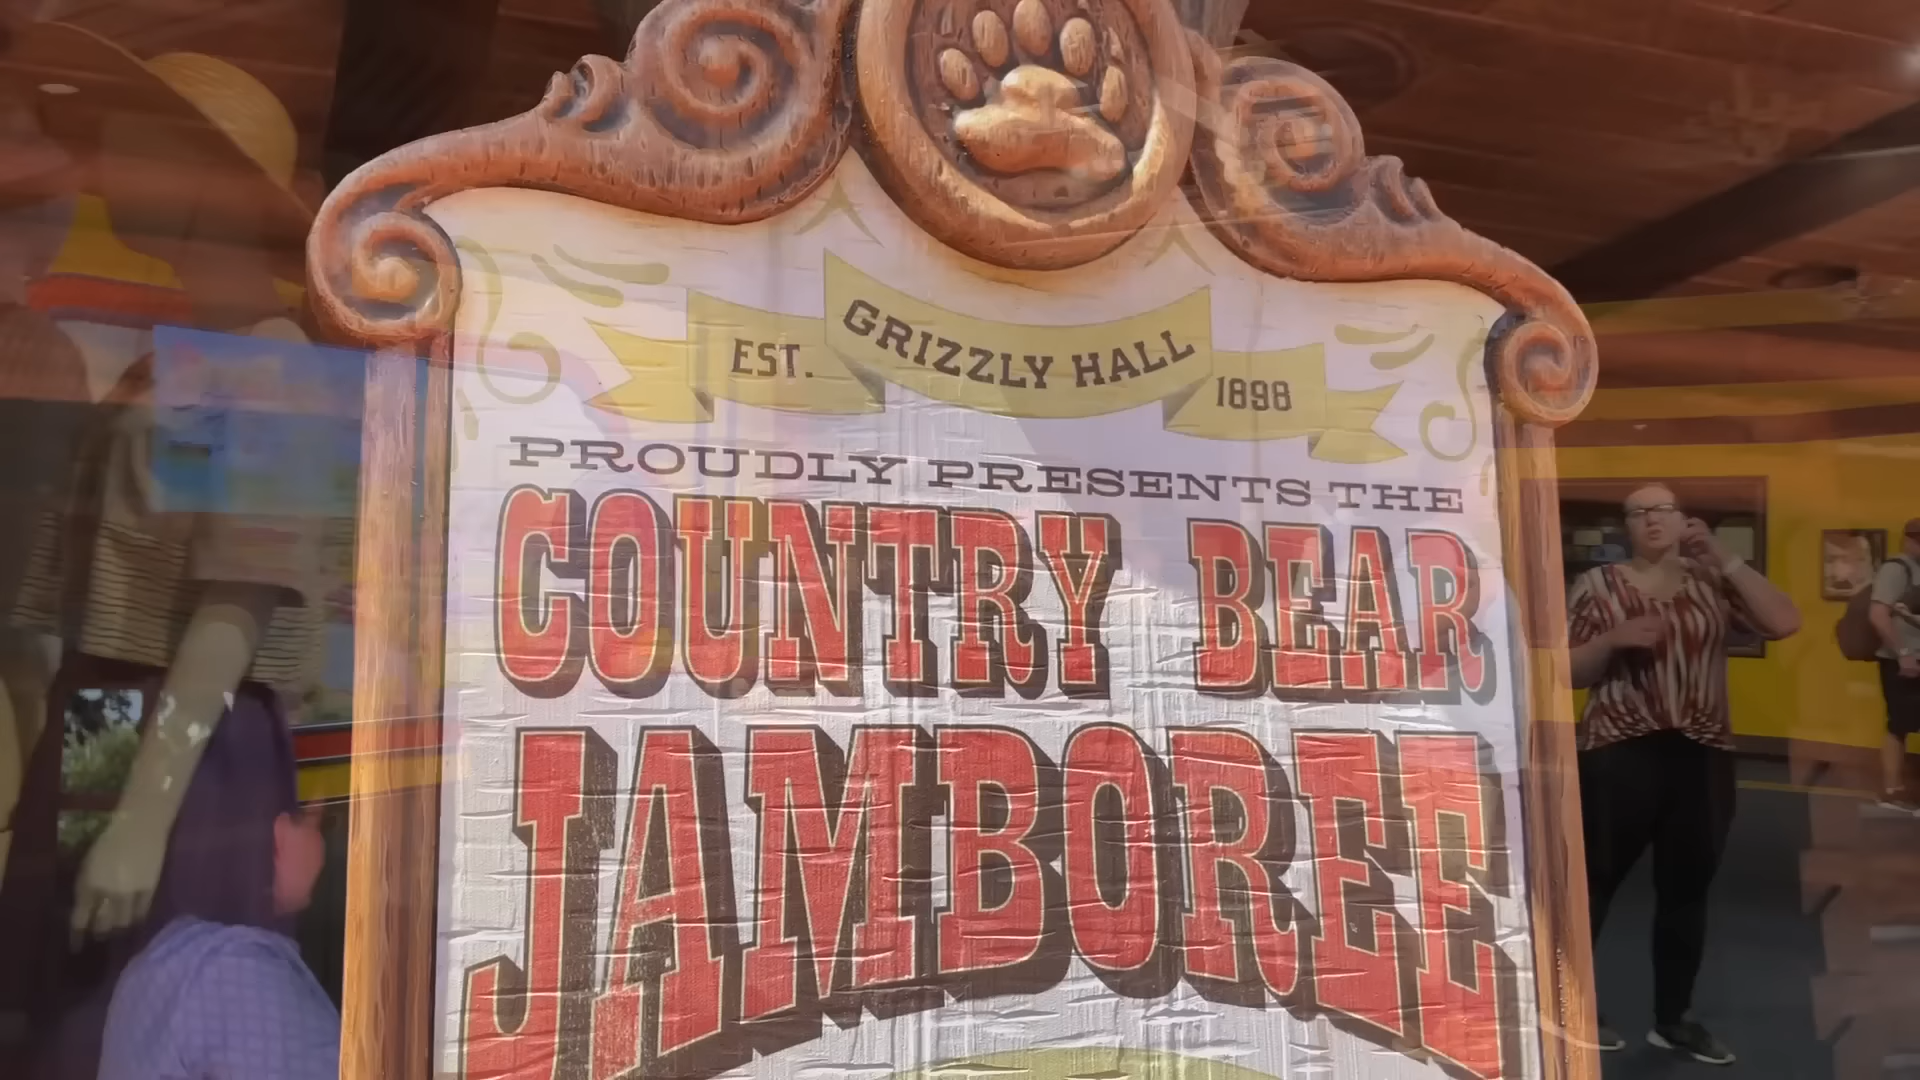 EST. GRIZZLY HALL 1898
PROUDLY PRESENTS THE
COUNTRY BEAR
JAMBOREE